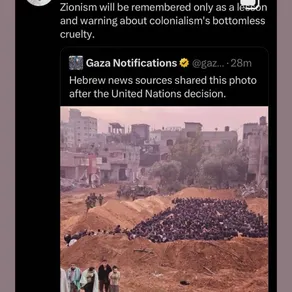 Zionism will be remembered only as a lesson
and warning about colonialism's bottomless
cruelty.
Gaza Notifications @gaz... · 28m
Hebrew news sources shared this photo
after the United Nations decision.